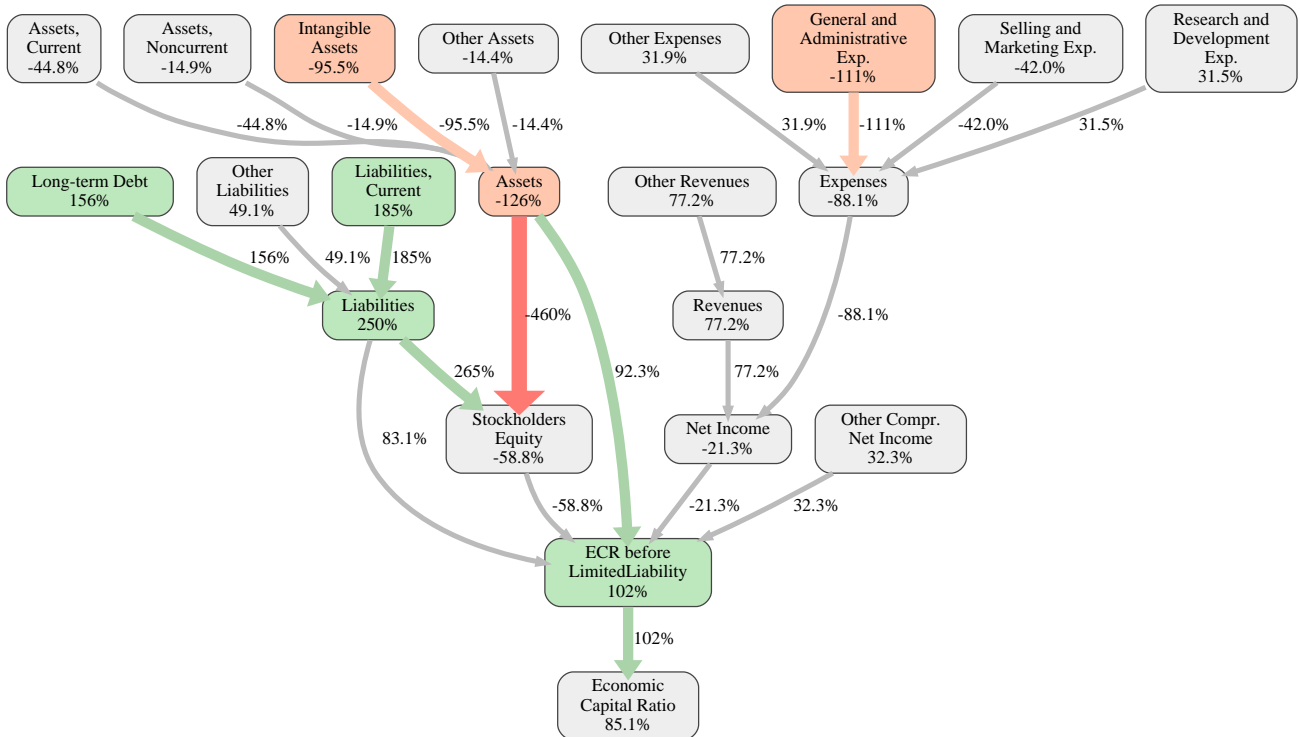 Assets,
Current
-44.8%
Assets,
Noncurrent
-14.9%
Intangible
Assets
-95.5%
Other Assets
-14.4%
Other Expenses
31.9%
General and
Administrative
Exp.
-111%
Selling and
Marketing Exp.
-42.0%
Research and
Development
Exp.
31.5%
-44.8%
-14.9%
-95.5%
-14.4%
31.9%
-111%
-42.0%
31.5%
Long-term Debt
156%
Other
Liabilities
49.1%
Liabilities,
Current
185%
Assets
-126%
Other Revenues
77.2%
Expenses
-88.1%
156%
49.1%
185%
77.2%
Liabilities
250%
-460%
Revenues
77.2%
-88.1%
265%
92.3%
77.2%
83.1%
Stockholders
Equity
-58.8%
Net Income
-21.3%
Other Compr.
Net Income
32.3%
-58.8%
-21.3%
32.3%
ECR before
LimitedLiability
102%
102%
Economic
Capital Ratio
85.1%